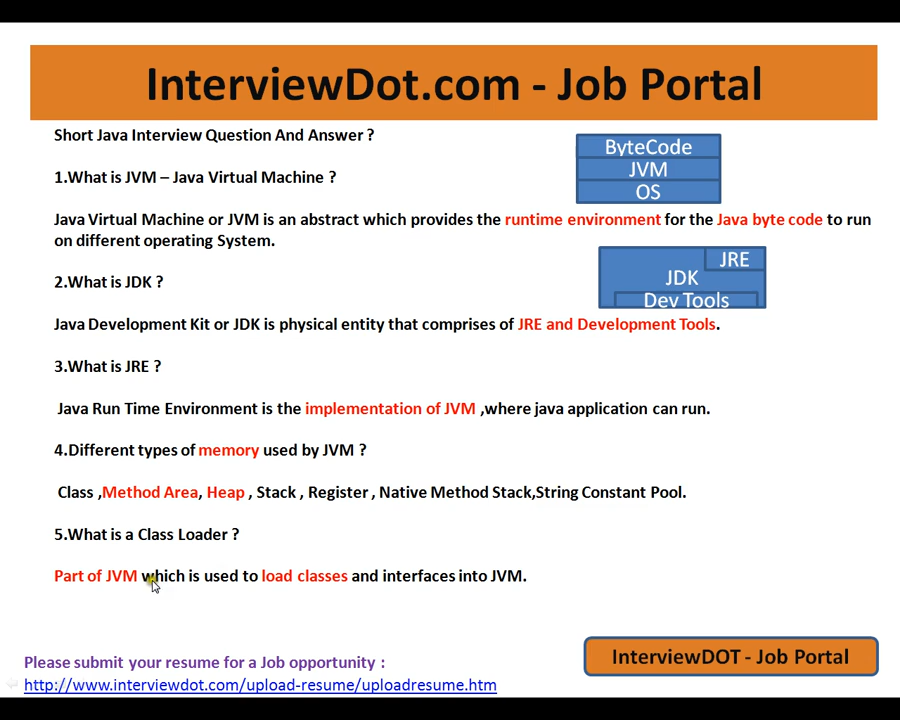 InterviewDot.com - Job Portal
Short Java Interview Question And Answer ?
ByteCode
JVM
OS
1.What is JVM – Java Virtual Machine ?
Java Virtual Machine or JVM is an abstract which provides the runtime environment for the Java byte code to run
on different operating System.
JRE
JDK
Dev Tools
2.What is JDK ?
Java Development Kit or JDK is physical entity that comprises of JRE and Development Tools.
3.What is JRE ?
Java Run Time Environment is the implementation of JVM ,where java application can run.
4.Different types of memory used by JVM ?
Class ,Method Area, Heap , Stack , Register , Native Method Stack,String Constant Pool.
5.What is a Class Loader ?
Part of JVM which is used to load classes and interfaces into JVM.
InterviewDOT - Job Portal
Please submit your resume for a Job opportunity :
http://www.interviewdot.com/upload-resume/uploadresume.htm